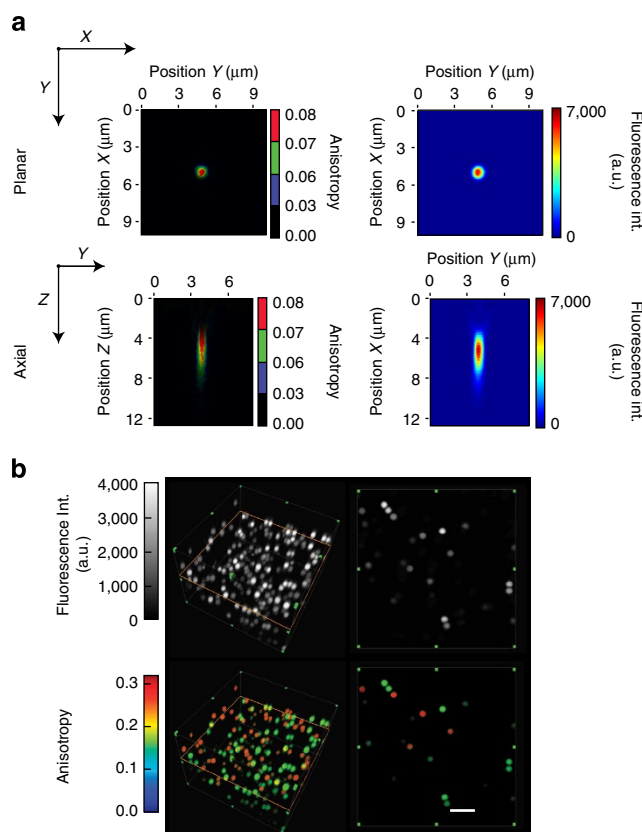 a
X
Y
Planar
Position Y (μm)
0 3 6 9
Position X (μm)
0
3
6
9
0.08
0.07
0.06
0.03
0.00
Anisotropy
Position Y (μm)
0 3 6 9
Position X (μm)
0
3
6
9
7,000
0
Fluorescence int.
(a.u.)
Y
Z
Axial
Position Y (μm)
0 3 6
Position Z (μm)
0
4
8
12
0.08
0.07
0.06
0.03
0.00
Anisotropy
Position Y (μm)
0 3 6
Position X (μm)
0
4
8
12
7,000
0
Fluorescence int.
(a.u.)
b
Fluorescence Int.
(a.u.)
4,000
3,000
2,000
1,000
0
Anisotropy
0.3
0.2
0.1
0.0